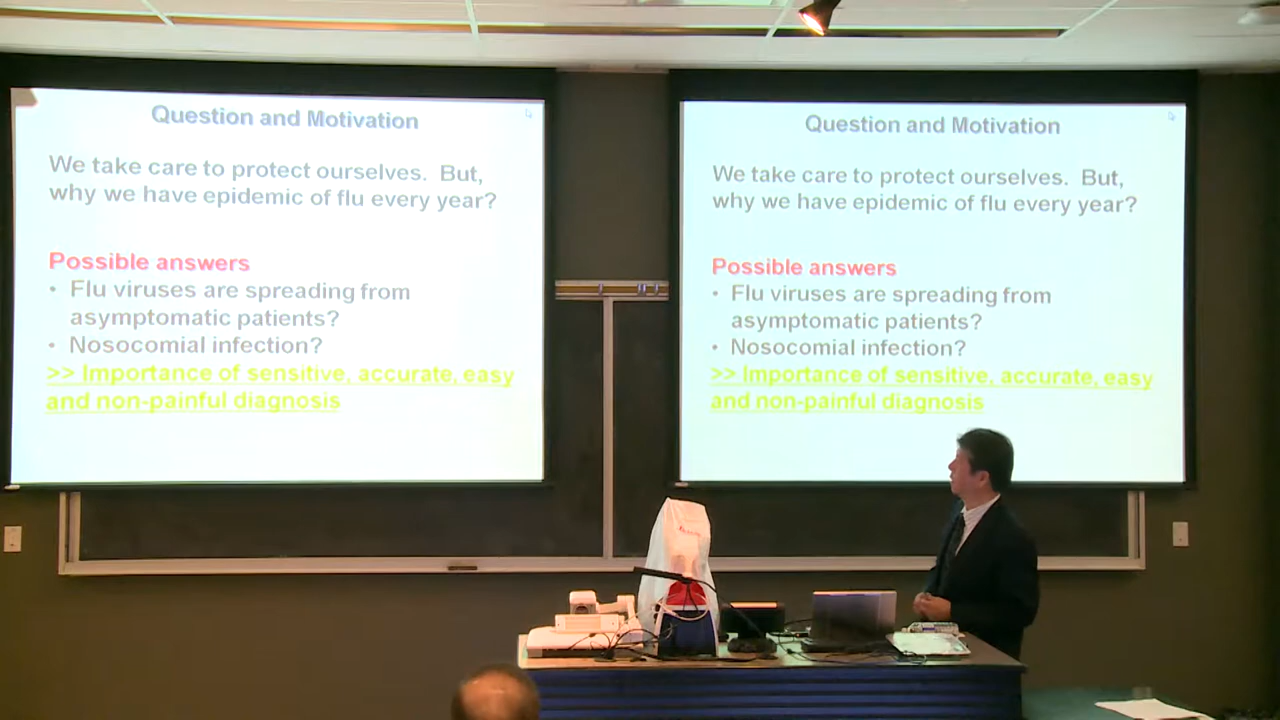 Question and Motivation
We take care to protect ourselves. But,
why we have epidemic of flu every year?
Possible answers
• Flu viruses are spreading from
asymptomatic patients?
• Nosocomial infection?
>> Importance of sensitive, accurate, easy
and non-painful diagnosis
Question and Motivation
We take care to protect ourselves. But,
why we have epidemic of flu every year?
Possible answers
• Flu viruses are spreading from
asymptomatic patients?
• Nosocomial infection?
>> Importance of sensitive, accurate, easy
and non-painful diagnosis